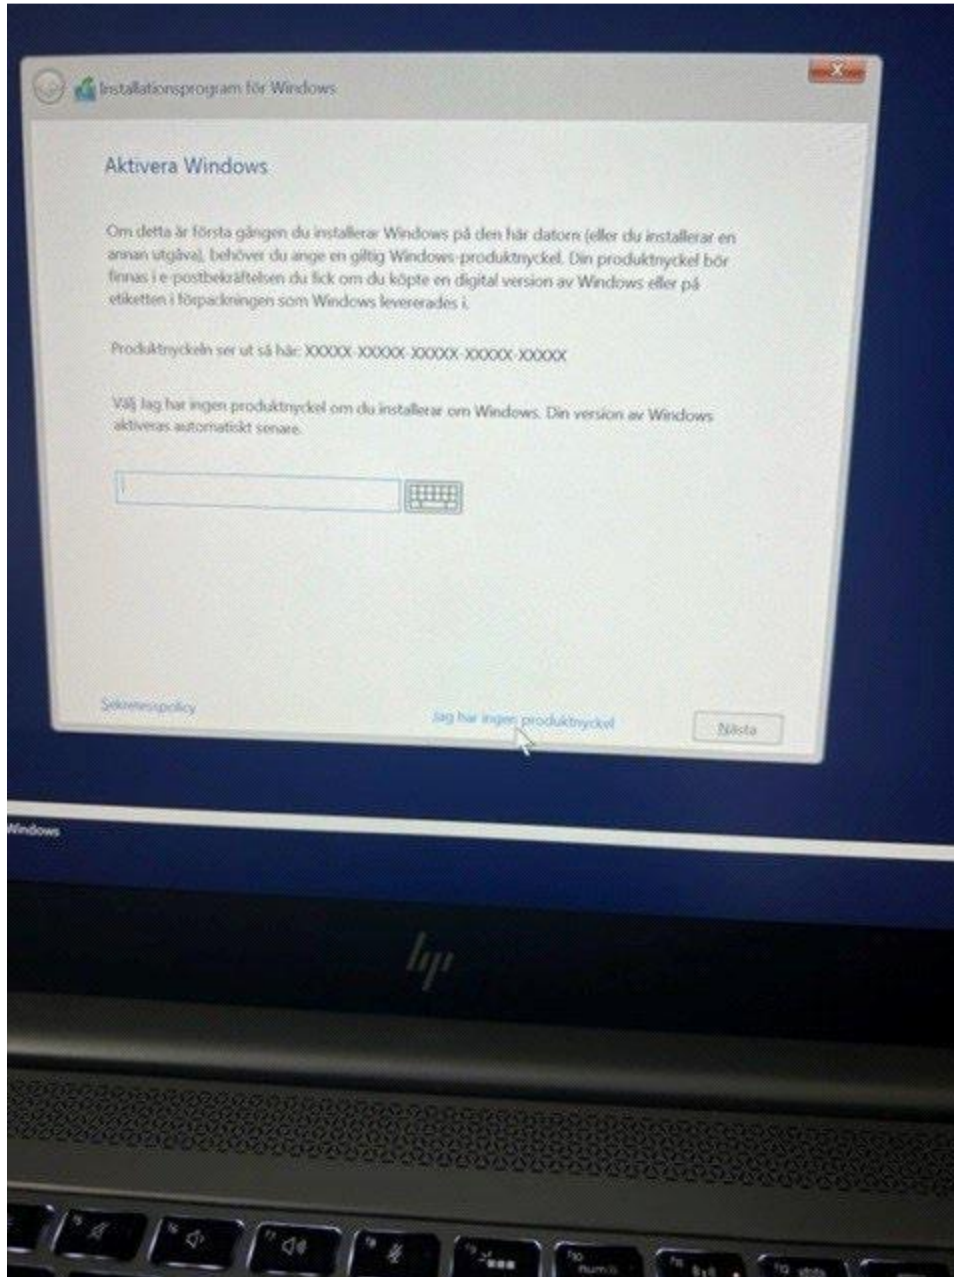 Installationsprogram för Windows
Aktivera Windows
Om detta är första gången du installerar Windows på den här datorn (eller du installerar en
annan utgåva), behöver du ange en giltig Windows-produktnyckel. Din produktnyckel bör
finnas i e-postbekräftelsen du fick om du köpte en digital version av Windows eller på
etiketten i förpackningen som Windows levererades i.
Produktnyckeln ser ut så här: XXXXX-XXXXX-XXXXX-XXXXX-XXXXX
Välj Jag har ingen produktnyckel om du installerar om Windows. Din version av Windows
aktiveras automatiskt senare.
Sekretesspolicy
Jag har ingen produktnyckel
Nästa
Windows
hp